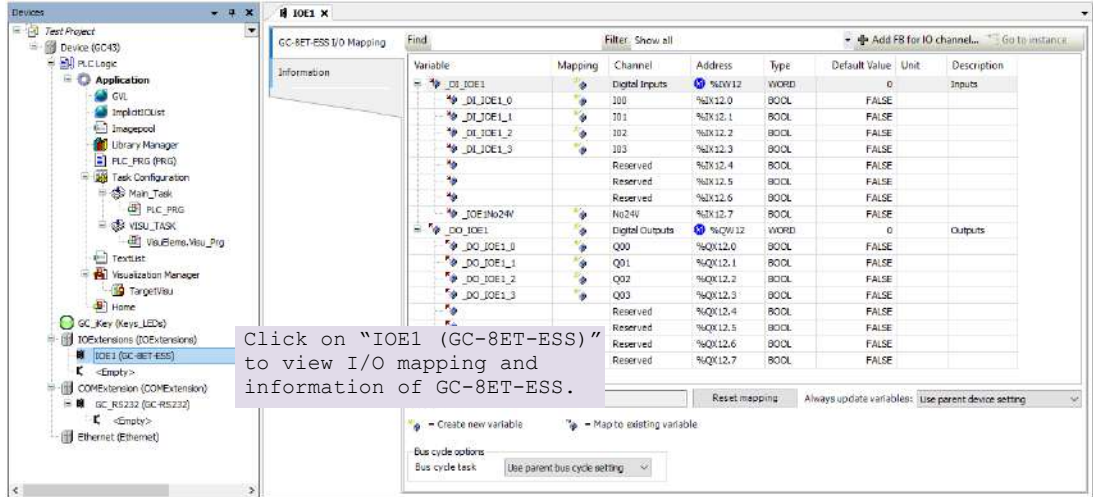 Devices
IOE1
Test Project
Device (GC43)
PLC Logic
Application
GVL
ImplicitIOList
Imagepool
Library Manager
PLC_PRG (PRG)
Task Configuration
Main_Task
PLC_PRG
VISU_TASK
VisuElems.Visu_Prg
TextList
Visualization Manager
TargetVisu
Home
GC_Key (Keys_LEDs)
IOExtensions (IOExtensions)
IOE1 (GC-8ET-ESS)
<Empty>
COMExtension (COMExtension)
GC_RS232 (GC-RS232)
<Empty>
Ethernet (Ethernet)
GC-8ET-ESS I/O Mapping
Information
Find Filter Show all Add FB for IO channel... Go to instance
Variable Mapping Channel Address Type Default Value Unit Description
_DI_IOE1 Digital Inputs %IW12 WORD 0 Inputs
_DI_IOE1_0 I00 %IX12.0 BOOL FALSE
_DI_IOE1_1 I01 %IX12.1 BOOL FALSE
_DI_IOE1_2 I02 %IX12.2 BOOL FALSE
_DI_IOE1_3 I03 %IX12.3 BOOL FALSE
Reserved %IX12.4 BOOL FALSE
Reserved %IX12.5 BOOL FALSE
Reserved %IX12.6 BOOL FALSE
_IOE1No24V No24V %IX12.7 BOOL FALSE
_DO_IOE1 Digital Outputs %QW12 WORD 0 Outputs
_DO_IOE1_0 Q00 %QX12.0 BOOL FALSE
_DO_IOE1_1 Q01 %QX12.1 BOOL FALSE
_DO_IOE1_2 Q02 %QX12.2 BOOL FALSE
_DO_IOE1_3 Q03 %QX12.3 BOOL FALSE
Reserved %QX12.4 BOOL FALSE
Reserved %QX12.5 BOOL FALSE
Reserved %QX12.6 BOOL FALSE
Reserved %QX12.7 BOOL FALSE
Click on "IOE1 (GC-8ET-ESS)"
to view I/O mapping and
information of GC-8ET-ESS.
Reset mapping Always update variables: Use parent device setting
= Create new variable = Map to existing variable
Bus cycle options
Bus cycle task Use parent bus cycle setting